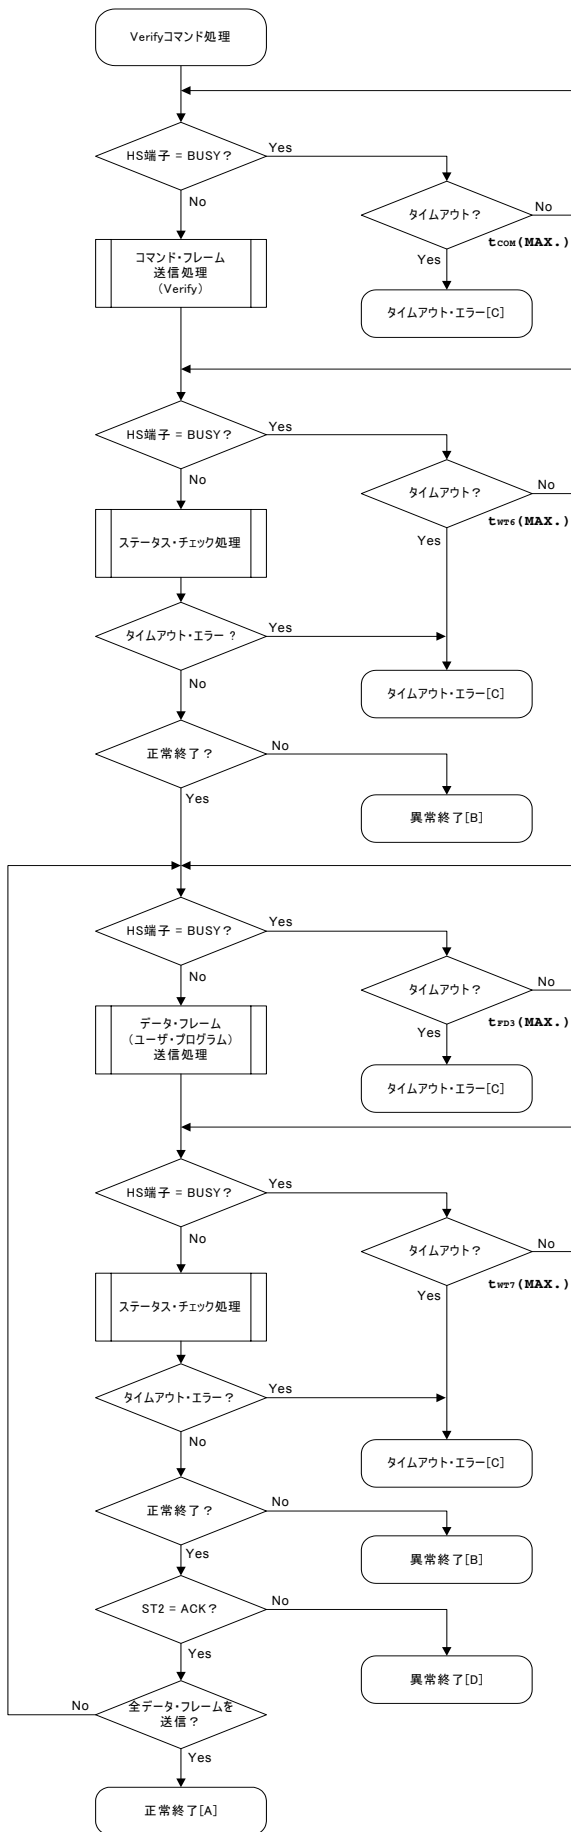 Verifyコマンド処理
HS端子 = BUSY?
Yes
No
タイムアウト?
No
tCOM(MAX.)
Yes
コマンド・フレーム
送信処理
(Verify)
タイムアウト・エラー[C]
HS端子 = BUSY?
Yes
No
タイムアウト?
No
tWT6(MAX.)
Yes
ステータス・チェック処理
タイムアウト・エラー ?
Yes
No
タイムアウト・エラー[C]
正常終了?
No
Yes
異常終了[B]
HS端子 = BUSY?
Yes
No
タイムアウト?
No
tFD3(MAX.)
Yes
データ・フレーム
(ユーザ・プログラム)
送信処理
タイムアウト・エラー[C]
HS端子 = BUSY?
Yes
No
タイムアウト?
No
tWT7(MAX.)
Yes
ステータス・チェック処理
タイムアウト・エラー?
Yes
No
タイムアウト・エラー[C]
正常終了?
No
Yes
異常終了[B]
ST2 = ACK?
No
Yes
異常終了[D]
全データ・フレームを
送信?
No
Yes
正常終了[A]